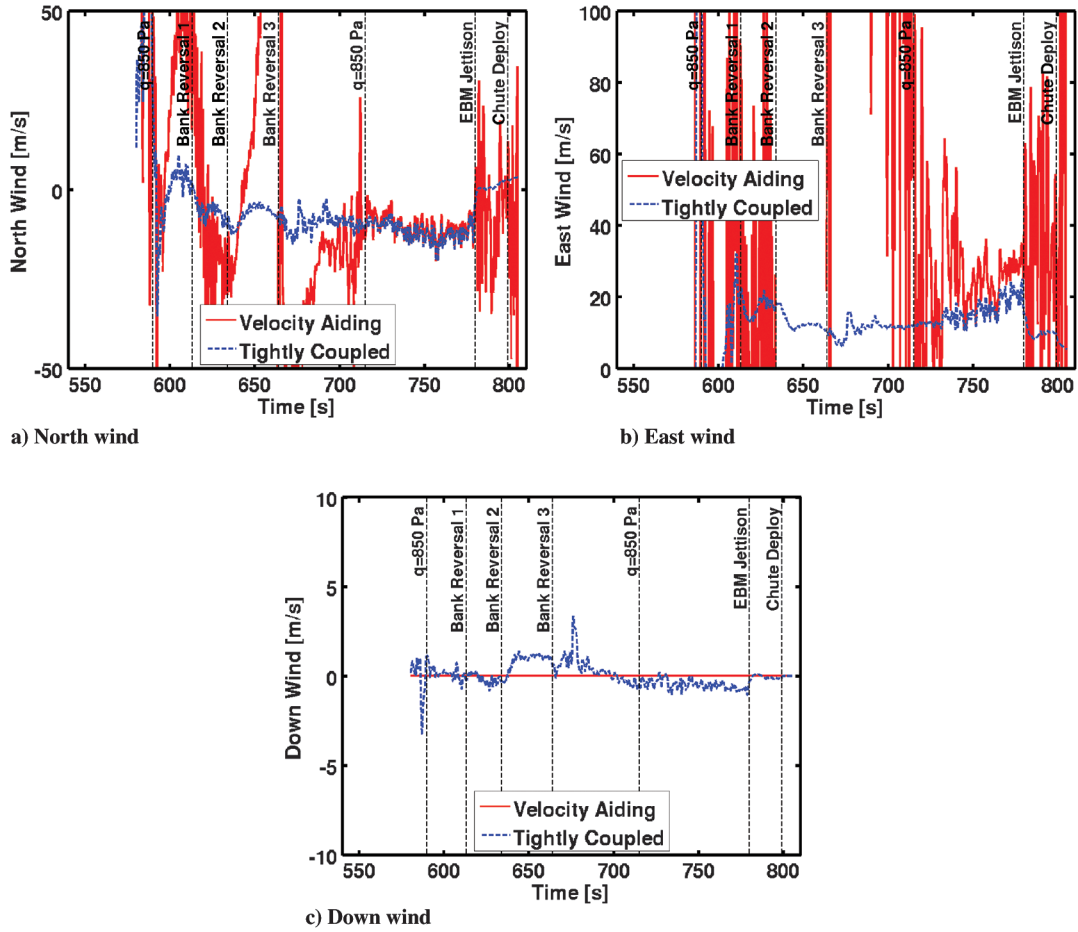 50
0
-50
North Wind [m/s]
q=850 Pa
Bank Reversal 1
Bank Reversal 2
Bank Reversal 3
q=850 Pa
EBM Jettison
Chute Deploy
Velocity Aiding
Tightly Coupled
550 600 650 700 750 800
Time [s]
a) North wind
100
80
60
40
20
0
East Wind [m/s]
q=850 Pa
Bank Reversal 1
Bank Reversal 2
Bank Reversal 3
q=850 Pa
EBM Jettison
Chute Deploy
Velocity Aiding
Tightly Coupled
550 600 650 700 750 800
Time [s]
b) East wind
10
5
0
-5
-10
Down Wind [m/s]
q=850 Pa
Bank Reversal 1
Bank Reversal 2
Bank Reversal 3
q=850 Pa
EBM Jettison
Chute Deploy
Velocity Aiding
Tightly Coupled
550 600 650 700 750 800
Time [s]
c) Down wind